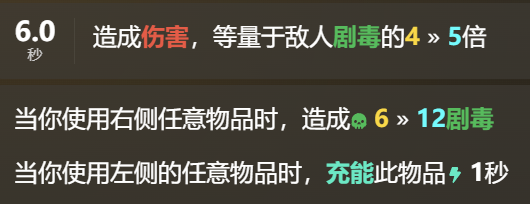 6.0
秒
造成伤害，等量于敌人剧毒的4 » 5倍
当你使用右侧任意物品时，造成6 » 12剧毒
当你使用左侧的任意物品时，充能此物品1秒